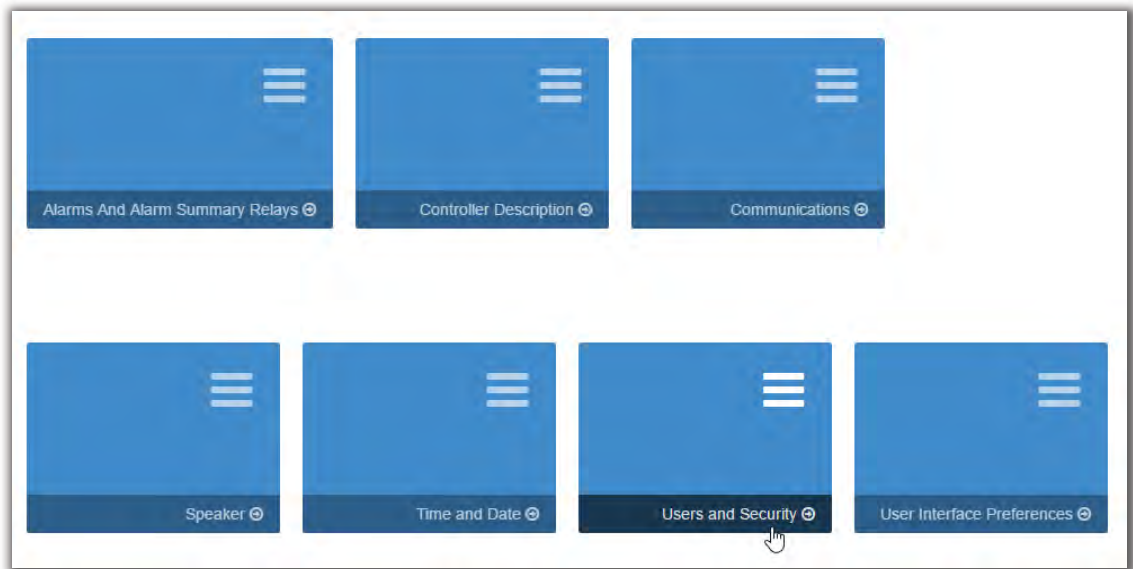 Alarms And Alarm Summary Relays
Controller Description
Communications
Speaker
Time and Date
Users and Security
User Interface Preferences